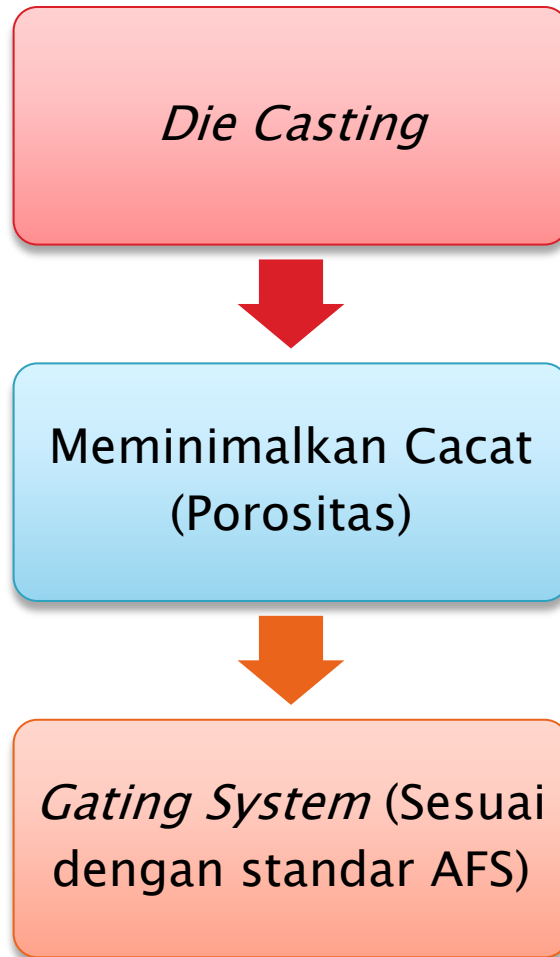 Die Casting
Meminimalkan Cacat
(Porositas)
Gating System (Sesuai
dengan standar AFS)